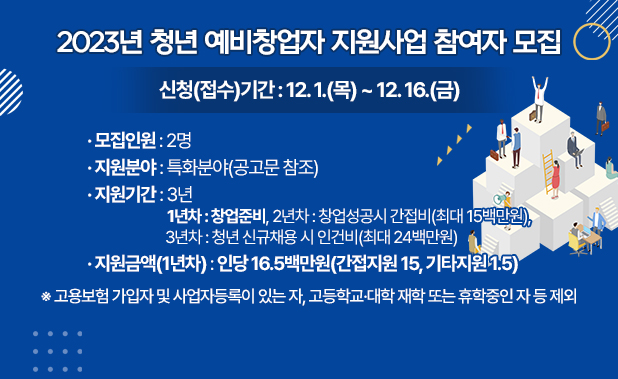 2023년 청년 예비창업자 지원사업 참여자 모집
신청(접수)기간 : 12. 1.(목) ~ 12. 16.(금)
· 모집인원 : 2명
· 지원분야 : 특화분야(공고문 참조)
· 지원기간 : 3년
1년차 : 창업준비, 2년차 : 창업성공시 간접비(최대 15백만원),
3년차 : 청년 신규채용 시 인건비(최대 24백만원)
· 지원금액(1년차) : 인당 16.5백만원(간접지원 15, 기타지원 1.5)
※ 고용보험 가입자 및 사업자등록이 있는 자, 고등학교·대학 재학 또는 휴학중인 자 등 제외